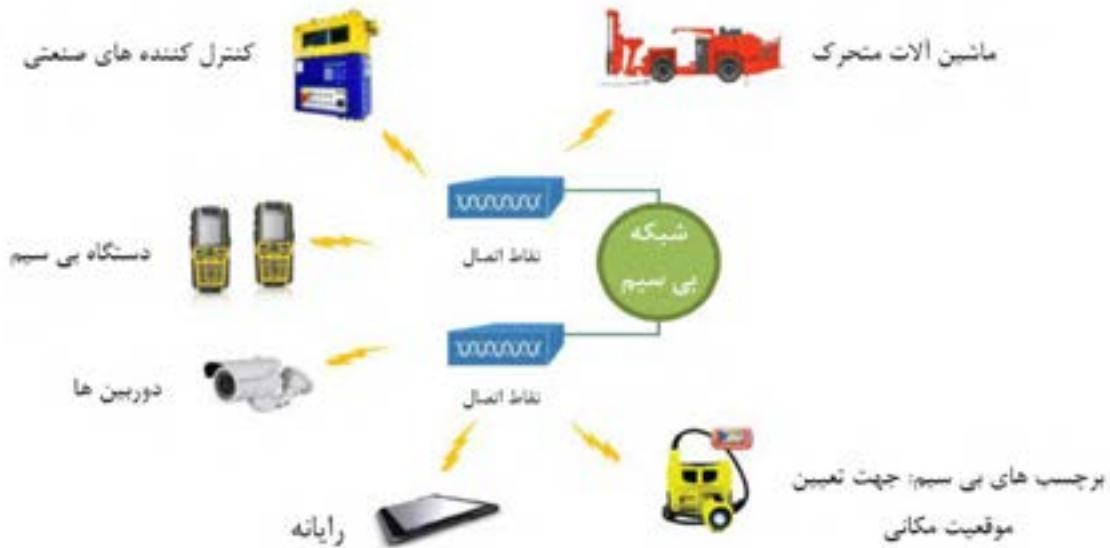 ماشین آلات متحرک
کنترل کننده های صنعتی
شبکه
بی سیم
نقاط اتصال
دستگاه بی سیم
نقاط اتصال
دوربین ها
برچسب های بی سیم: جهت تعیین
موقعیت مکانی
رایانه